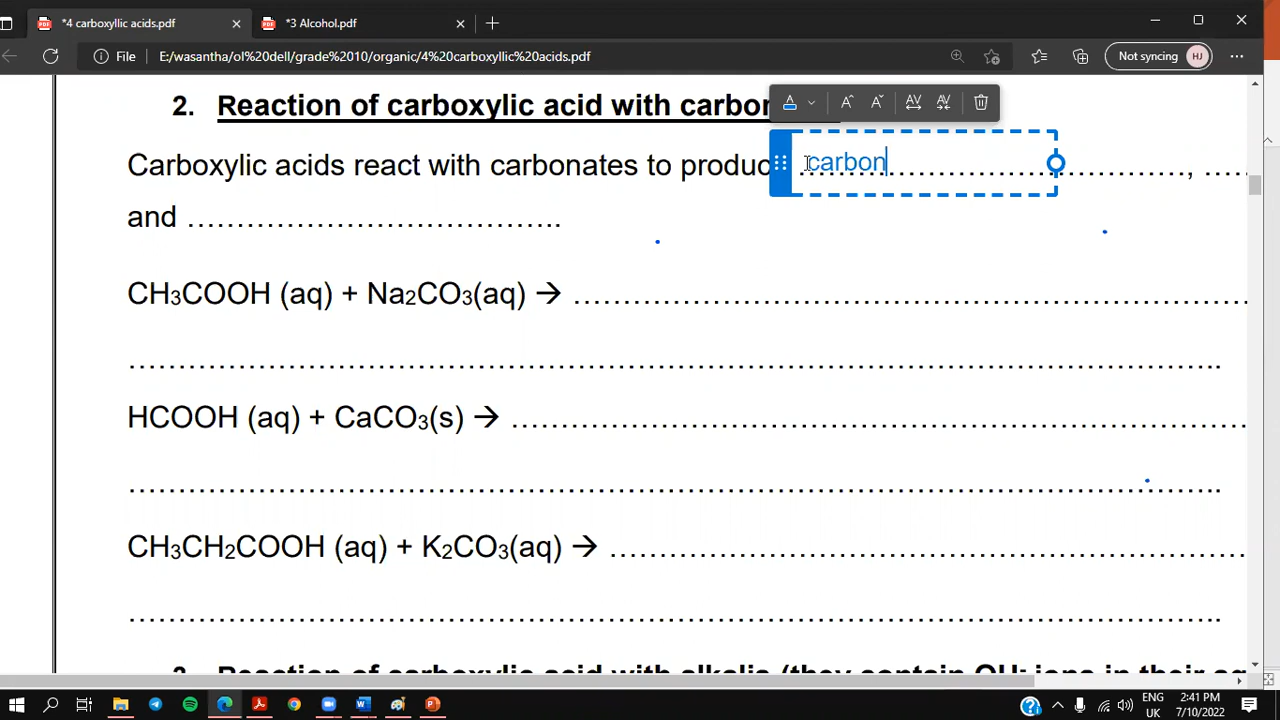 *4 carboxyllic acids.pdf
*3 Alcohol.pdf
File E:/wasantha/ol%20dell/grade%2010/organic/4%20carboxyllic%20acids.pdf
Not syncing HJ
2. Reaction of carboxylic acid with carbon
Carboxylic acids react with carbonates to produc carbon……………………………, ….
and ……………………………….
CH3COOH (aq) + Na2CO3(aq) → …………………………………………………………
……………………………………………………………………………………………..
HCOOH (aq) + CaCO3(s) → ………………………………………………………………
……………………………………………………………………………………………..
CH3CH2COOH (aq) + K2CO3(aq) → ………………………………………………………
……………………………………………………………………………………………..
ENG
UK
2:41 PM
7/10/2022